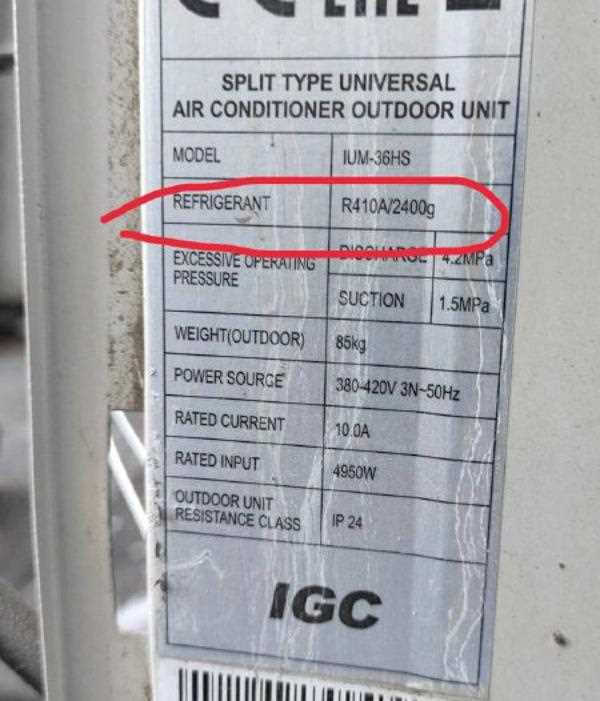 SPLIT TYPE UNIVERSAL
AIR CONDITIONER OUTDOOR UNIT
MODEL IUM-36HS
REFRIGERANT R410A/2400g
EXCESSIVE OPERATING PRESSURE DISCHARGE 4.2MPa
SUCTION 1.5MPa
WEIGHT(OUTDOOR) 85kg
POWER SOURCE 380-420V 3N~50Hz
RATED CURRENT 10.0A
RATED INPUT 4950W
OUTDOOR UNIT
RESISTANCE CLASS IP 24
IGC